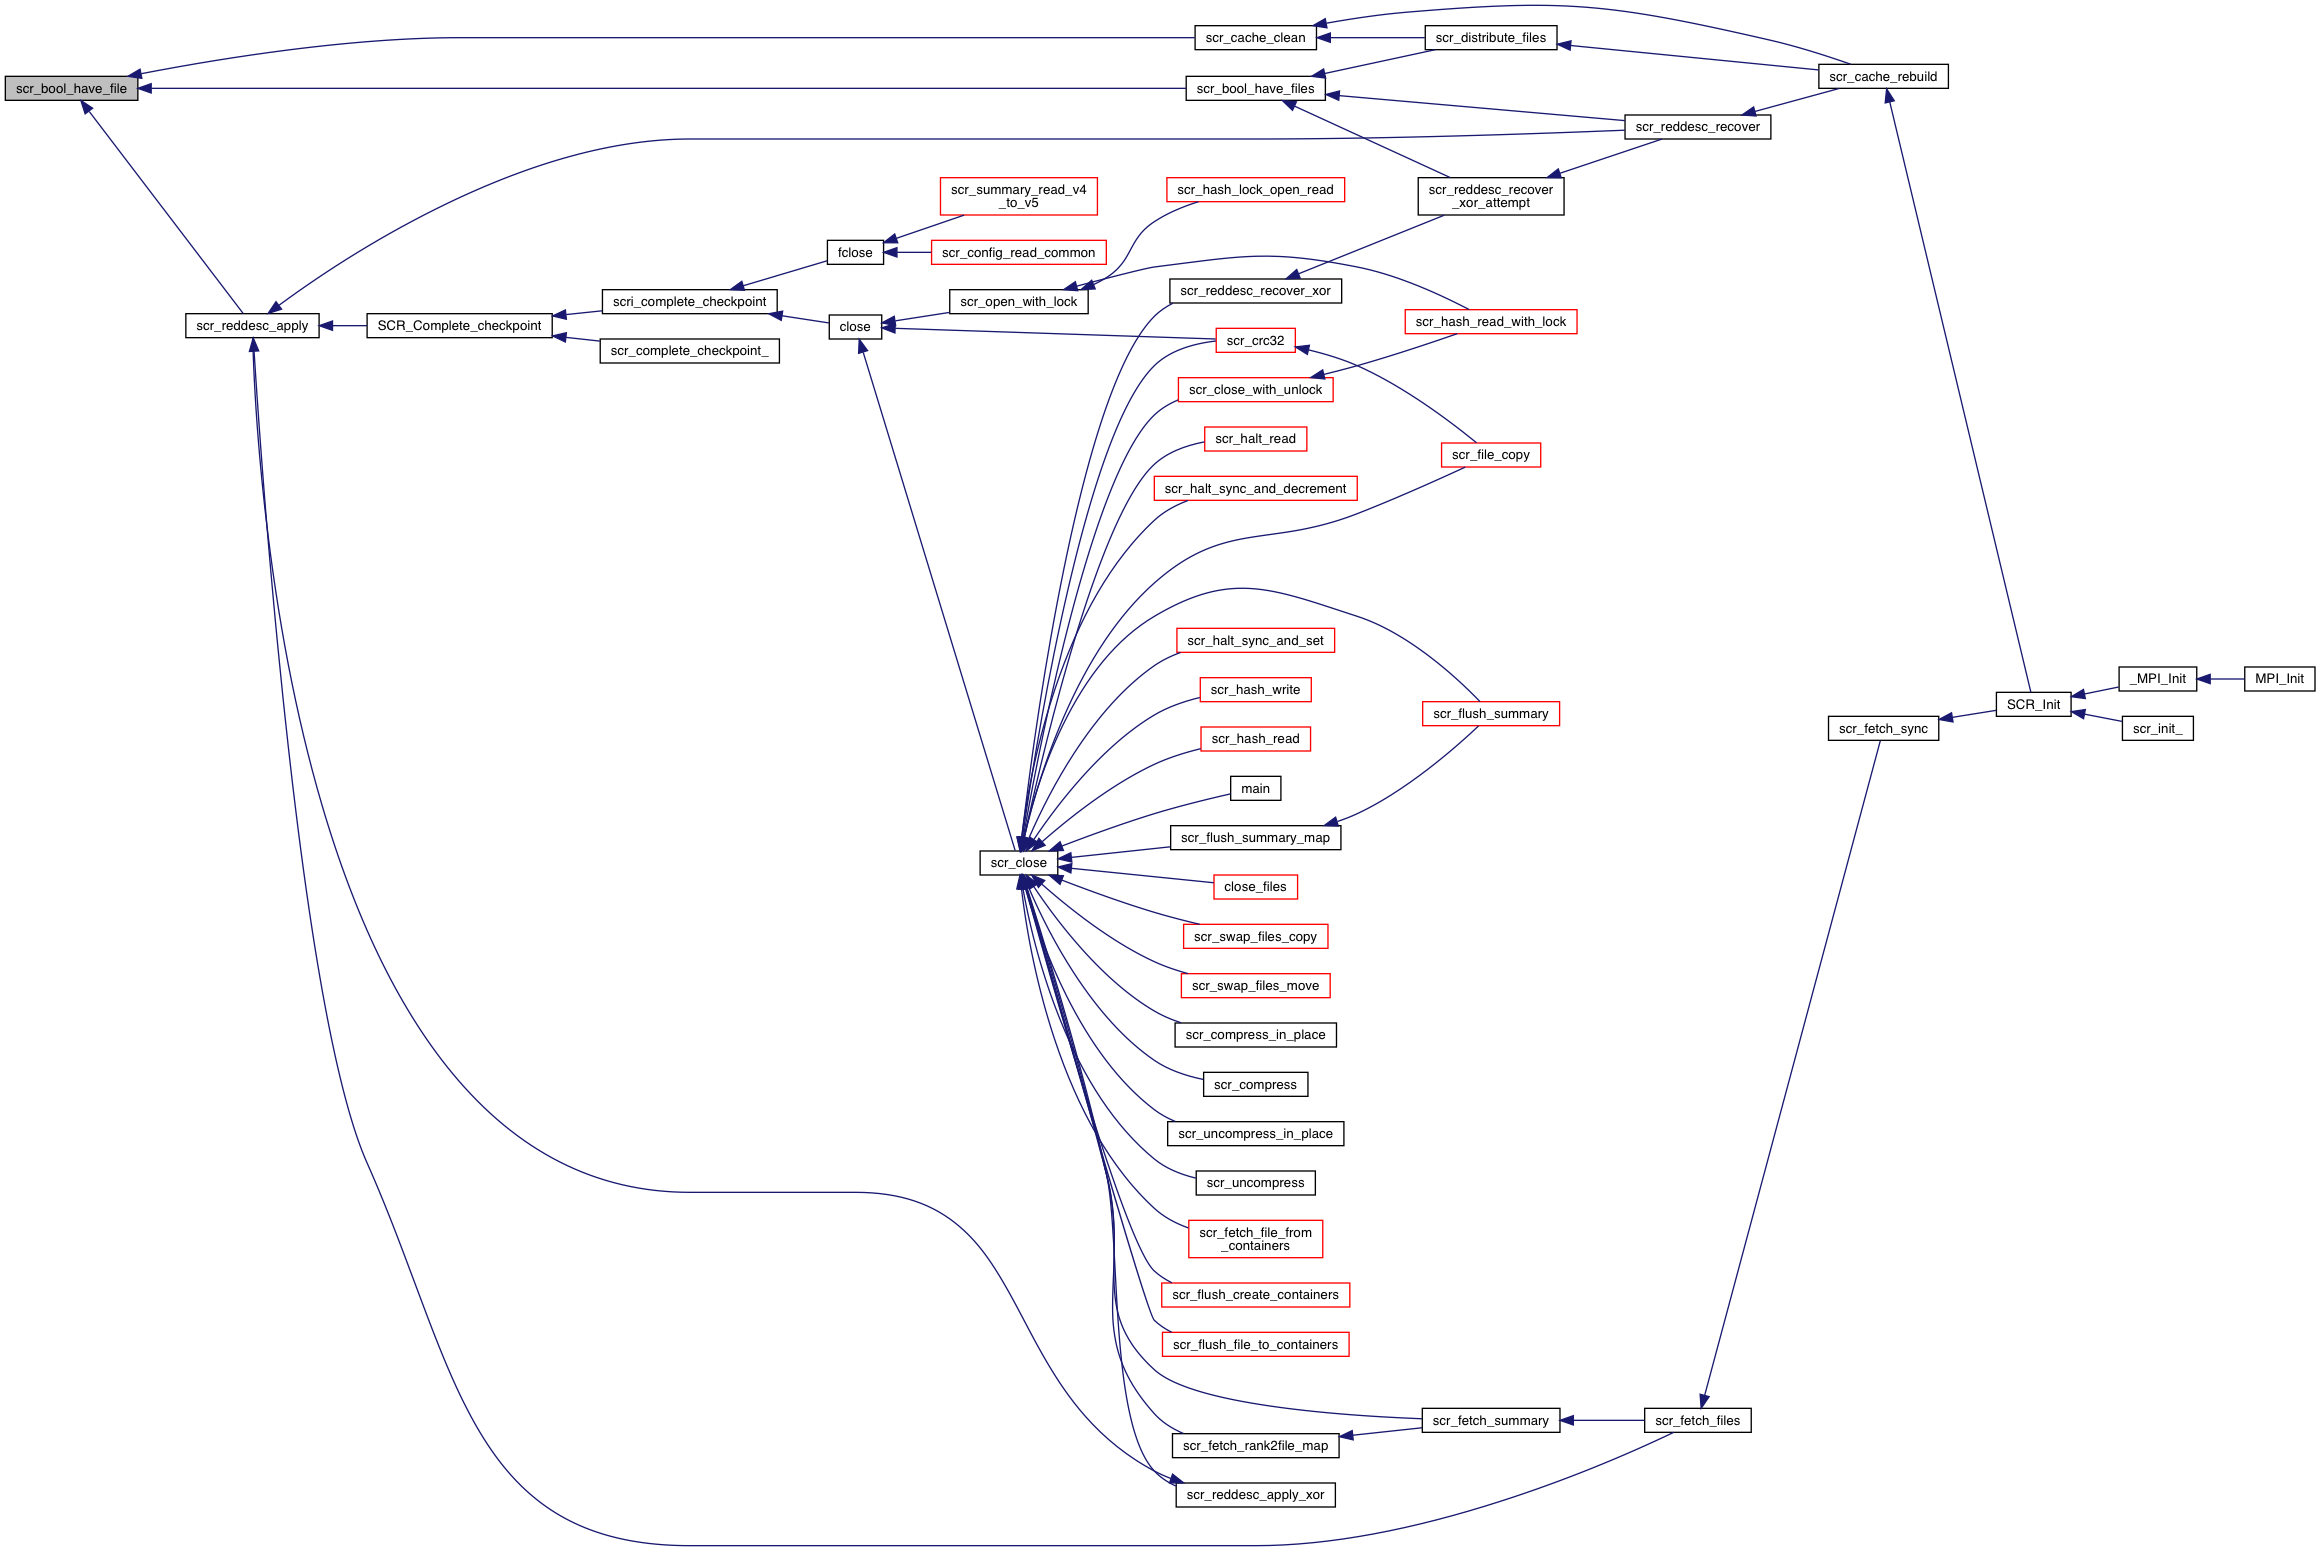 scr_bool_have_file
scr_cache_clean
scr_distribute_files
scr_bool_have_files
scr_cache_rebuild
scr_reddesc_recover
scr_summary_read_v4
_to_v5
scr_hash_lock_open_read
scr_reddesc_recover
_xor_attempt
fclose
scr_config_read_common
scr_reddesc_recover_xor
scri_complete_checkpoint
scr_open_with_lock
scr_reddesc_apply
SCR_Complete_checkpoint
close
scr_hash_read_with_lock
scr_complete_checkpoint_
scr_crc32
scr_close_with_unlock
scr_halt_read
scr_file_copy
scr_halt_sync_and_decrement
scr_halt_sync_and_set
scr_hash_write
scr_flush_summary
scr_hash_read
_MPI_Init
MPI_Init
SCR_Init
scr_fetch_sync
scr_init_
main
scr_flush_summary_map
scr_close
close_files
scr_swap_files_copy
scr_swap_files_move
scr_compress_in_place
scr_compress
scr_uncompress_in_place
scr_uncompress
scr_fetch_file_from
_containers
scr_flush_create_containers
scr_flush_file_to_containers
scr_fetch_summary
scr_fetch_files
scr_fetch_rank2file_map
scr_reddesc_apply_xor